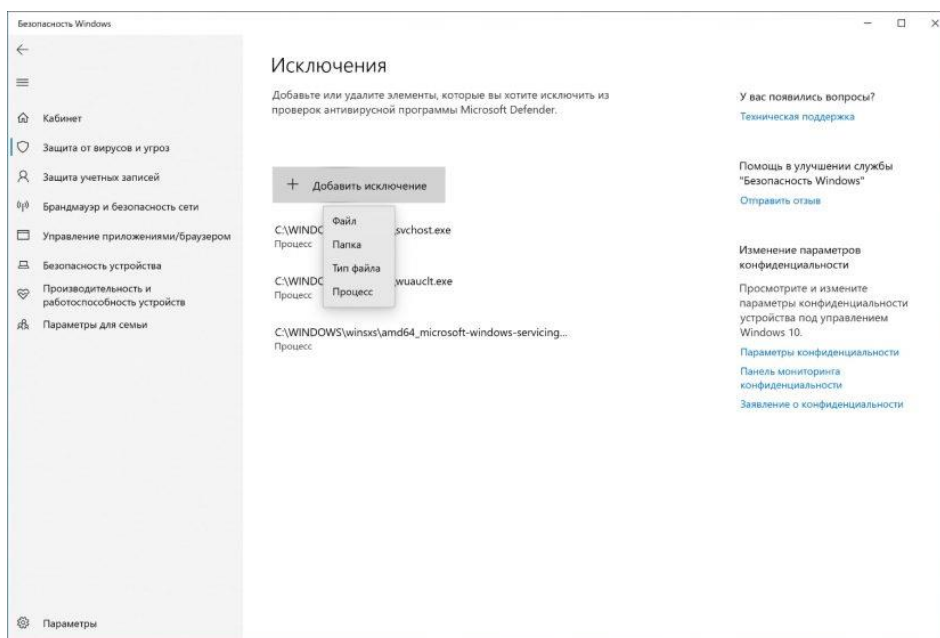 Безопасность Windows
Кабинет
Защита от вирусов и угроз
Защита учетных записей
Брандмауэр и безопасность сети
Управление приложениями/браузером
Безопасность устройства
Производительность и
работоспособность устройств
Параметры для семьи
Параметры
Исключения
Добавьте или удалите элементы, которые вы хотите исключить из
проверок антивирусной программы Microsoft Defender.
+ Добавить исключение
Файл
Папка
Тип файла
Процесс
C:\WINDO svchost.exe
Процесс
C:\WINDO wuauclt.exe
Процесс
C:\WINDOWS\winsxs\amd64_microsoft-windows-servicing...
Процесс
У вас появились вопросы?
Техническая поддержка
Помощь в улучшении службы
"Безопасность Windows"
Отправить отзыв
Изменение параметров
конфиденциальности
Просмотрите и измените
параметры конфиденциальности
устройства под управлением
Windows 10.
Параметры конфиденциальности
Панель мониторинга
конфиденциальности
Заявление о конфиденциальности